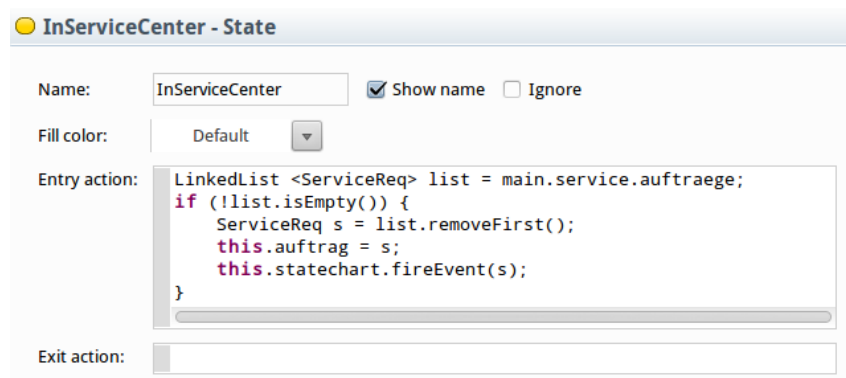 InServiceCenter - State
Name: InServiceCenter Show name Ignore
Fill color: Default
Entry action: LinkedList <ServiceReq> list = main.service.auftraege;
if (!list.isEmpty()) {
    ServiceReq s = list.removeFirst();
    this.auftrag = s;
    this.statechart.fireEvent(s);
}
Exit action: